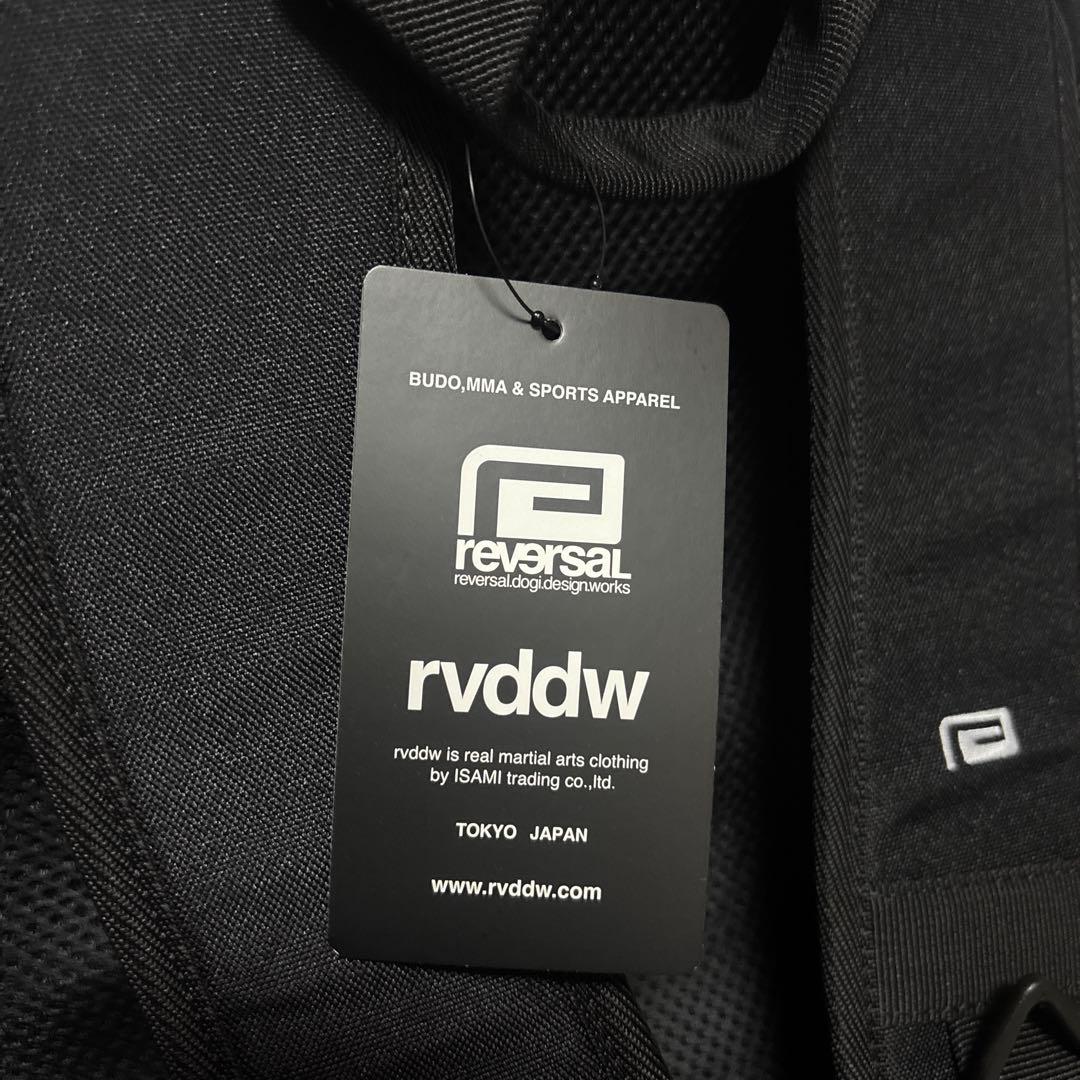 BUDO,MMA & SPORTS APPAREL
reversal
reversal.dogi.design.works
rvddw
rvddw is real martial arts clothing
by ISAMI trading co.,ltd.
TOKYO JAPAN
www.rvddw.com